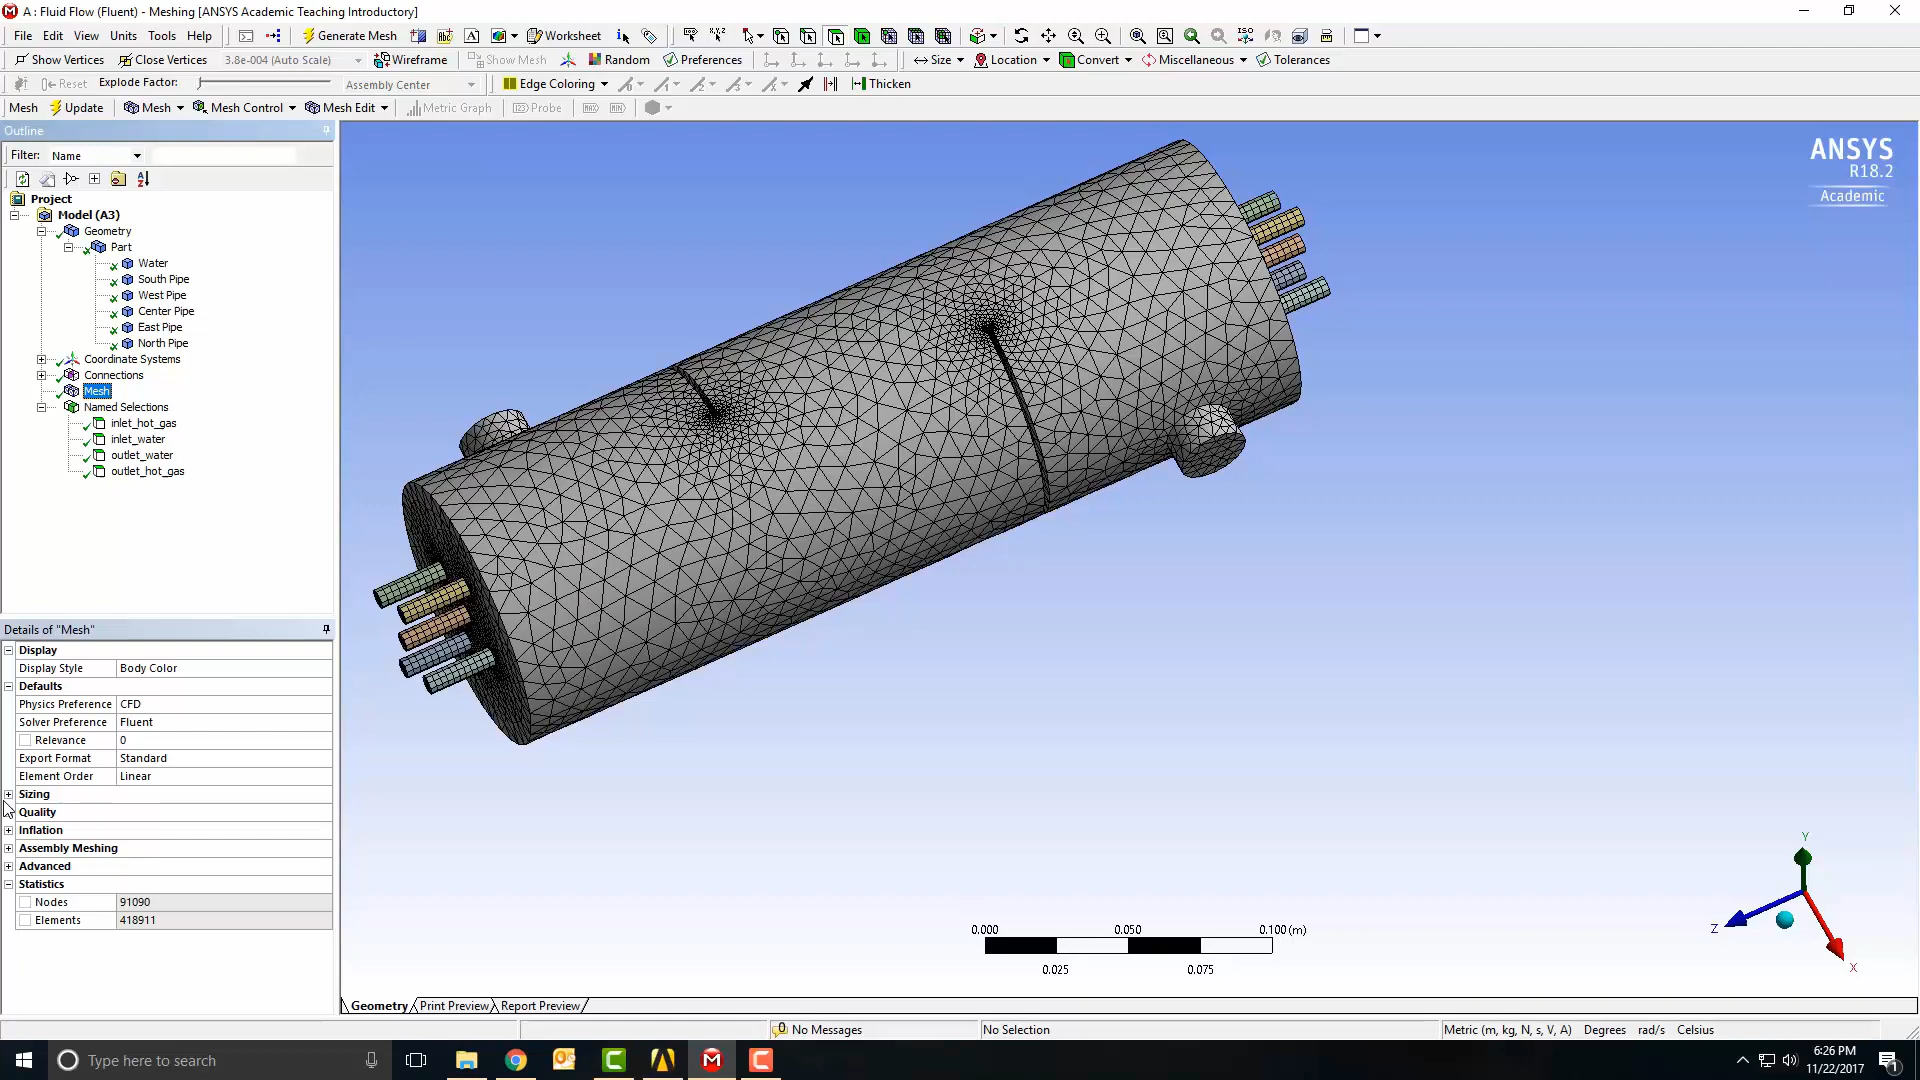 A : Fluid Flow (Fluent) - Meshing [ANSYS Academic Teaching Introductory]
File Edit View Units Tools Help Generate Mesh Worksheet
Show Vertices Close Vertices 3.8e-004 (Auto Scale) Wireframe Show Mesh Random Preferences Size Location Convert Miscellaneous Tolerances
Reset Explode Factor: Assembly Center Edge Coloring Thicken
Mesh Update Mesh Mesh Control Mesh Edit Metric Graph Probe
Outline
Filter: Name
Project
Model (A3)
Geometry
Part
Water
South Pipe
West Pipe
Center Pipe
East Pipe
North Pipe
Coordinate Systems
Connections
Mesh
Named Selections
inlet_hot_gas
inlet_water
outlet_water
outlet_hot_gas
Details of "Mesh"
Display
Display Style Body Color
Defaults
Physics Preference CFD
Solver Preference Fluent
Relevance 0
Export Format Standard
Element Order Linear
Sizing
Quality
Inflation
Assembly Meshing
Advanced
Statistics
Nodes 91090
Elements 418911
ANSYS
R18.2
Academic
0.000 0.050 0.100 (m)
0.025 0.075
Y
Z
X
Geometry Print Preview Report Preview
No Messages No Selection Metric (m, kg, N, s, V, A) Degrees rad/s Celsius
Type here to search
6:26 PM
11/22/2017